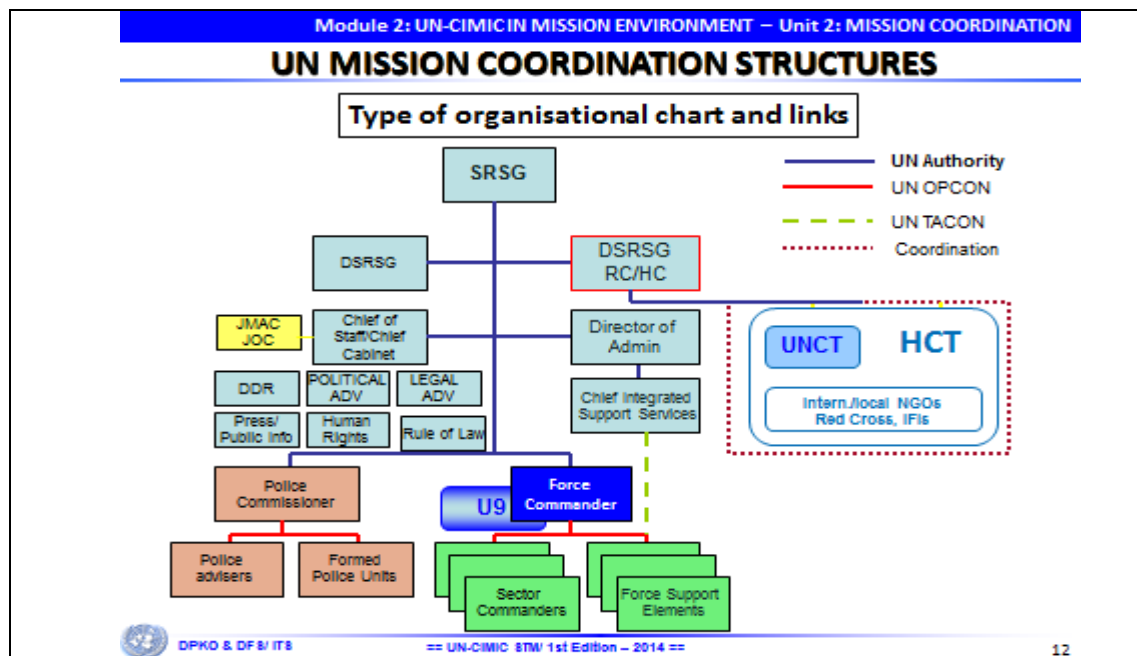 Module 2: UN-CIMIC IN MISSION ENVIRONMENT – Unit 2: MISSION COORDINATION
UN MISSION COORDINATION STRUCTURES
Type of organisational chart and links
SRSG
UN Authority
UN OPCON
UN TACON
Coordination
DSRSG
DSRSG
RC/HC
JMAC
JOC
Chief of
Staff/Chief
Cabinet
Director of
Admin
UNCT
HCT
Intern./local NGOs
Red Cross, IFIs
DDR
POLITICAL
ADV
LEGAL
ADV
Chief Integrated
Support Services
Press/
Public Info
Human
Rights
Rule of Law
Police
Commissioner
U9
Force
Commander
Police
advisers
Formed
Police Units
Sector
Commanders
Force Support
Elements
DPKO & DFS/ ITS
== UN-CIMIC STM/ 1st Edition – 2014 ==
12